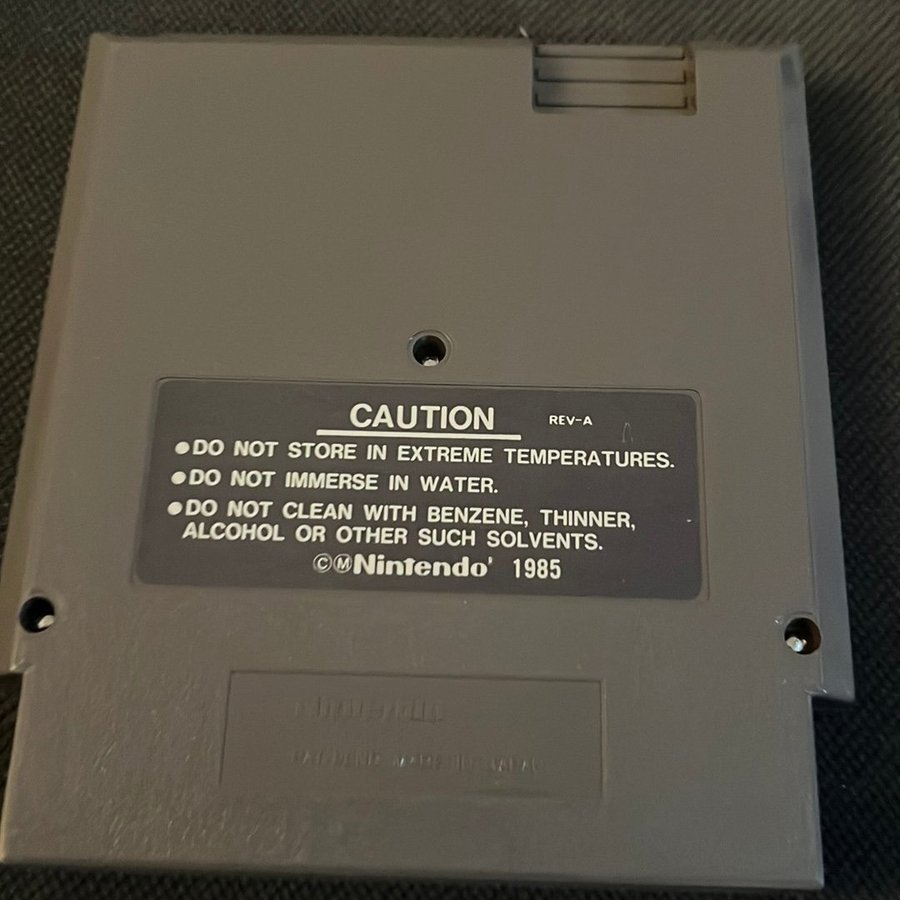 CAUTION REV-A
●DO NOT STORE IN EXTREME TEMPERATURES.
●DO NOT IMMERSE IN WATER.
●DO NOT CLEAN WITH BENZENE, THINNER,
ALCOHOL OR OTHER SUCH SOLVENTS.
©ⓂNintendo® 1985